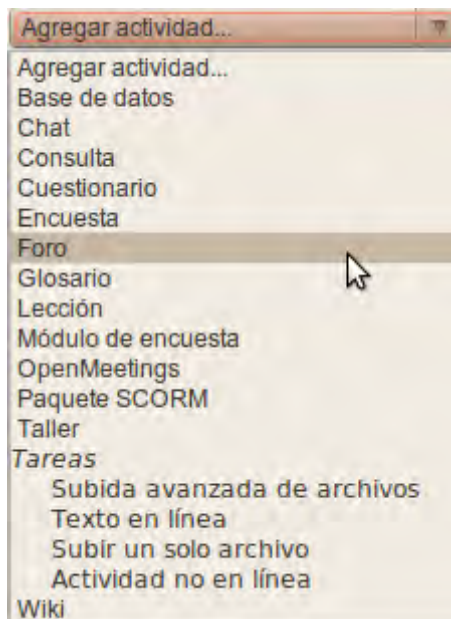 Agregar actividad...
Agregar actividad...
Base de datos
Chat
Consulta
Cuestionario
Encuesta
Foro
Glosario
Lección
Módulo de encuesta
OpenMeetings
Paquete SCORM
Taller
Tareas
Subida avanzada de archivos
Texto en línea
Subir un solo archivo
Actividad no en línea
Wiki